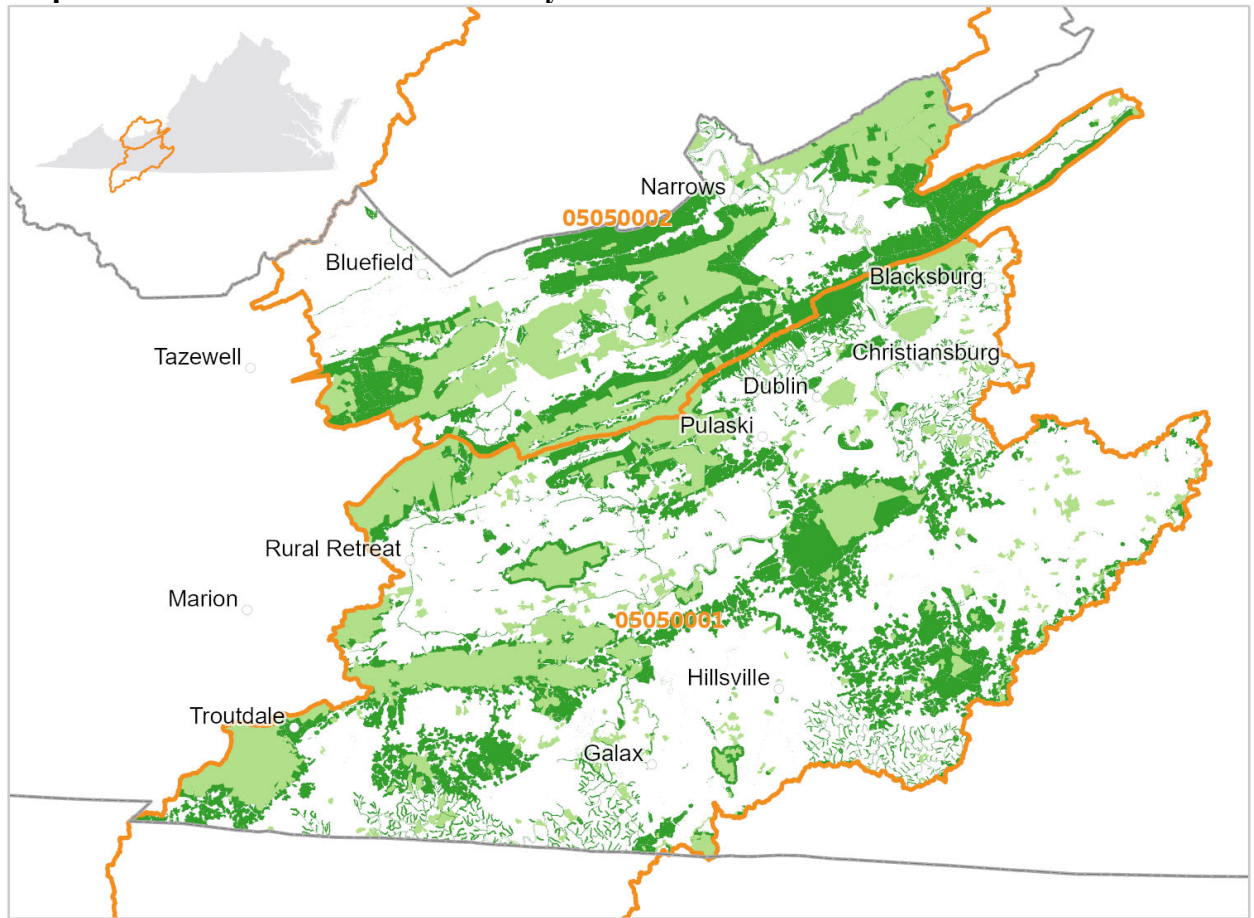 Narrows
05050002
Bluefield
Blacksburg
Tazewell
Christiansburg
Dublin
Pulaski
Rural Retreat
Marion
05050001
Hillsville
Troutdale
Galax